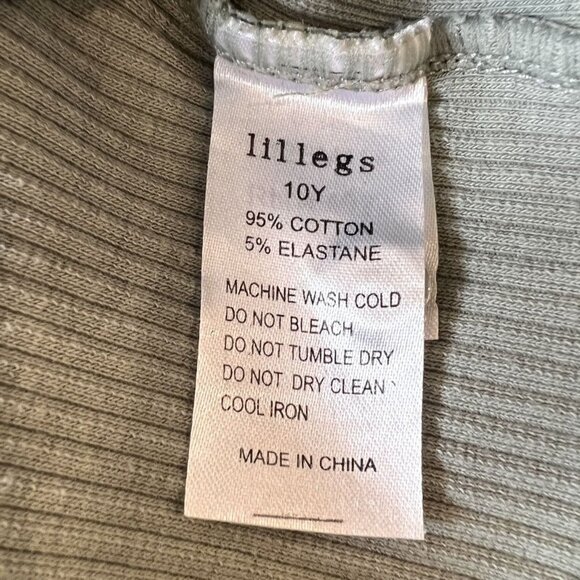 lillegs
10Y
95% COTTON
5% ELASTANE
MACHINE WASH COLD
DO NOT BLEACH
DO NOT TUMBLE DRY
DO NOT DRY CLEAN
COOL IRON
MADE IN CHINA